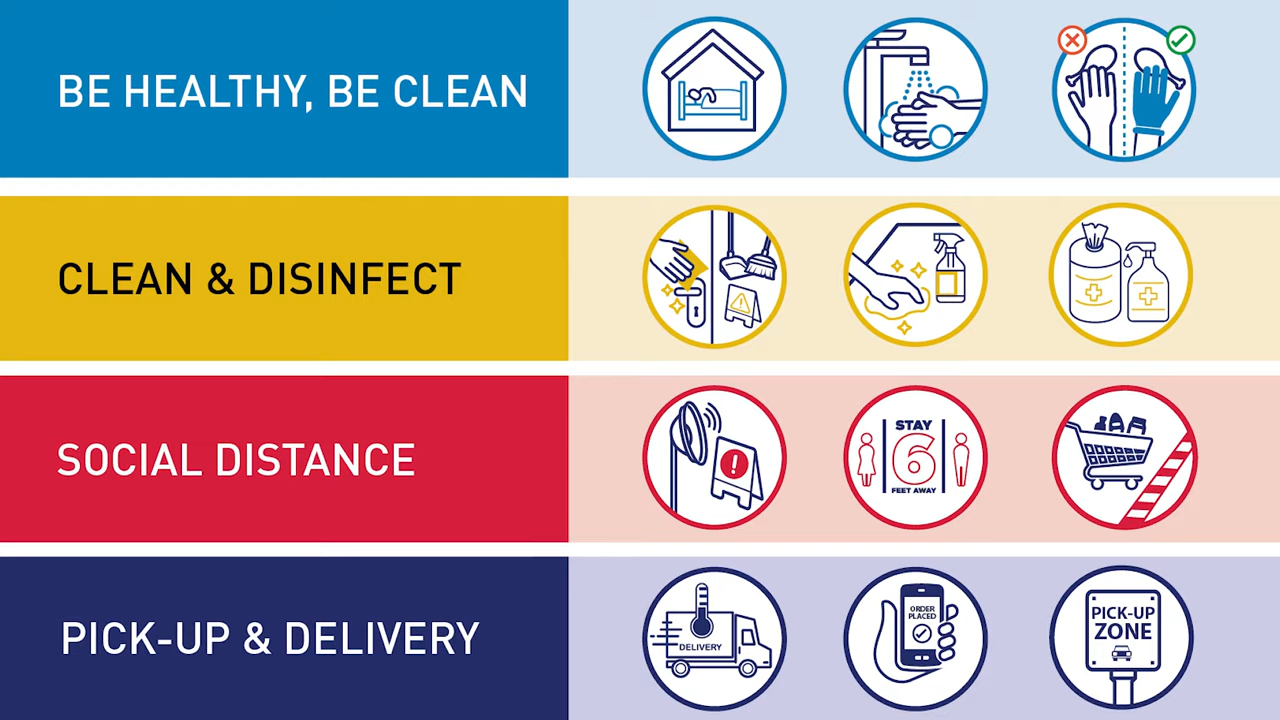 BE HEALTHY, BE CLEAN
CLEAN & DISINFECT
SOCIAL DISTANCE
STAY
6
FEET AWAY
PICK-UP & DELIVERY
DELIVERY
ORDER
PLACED
PICK-UP
ZONE